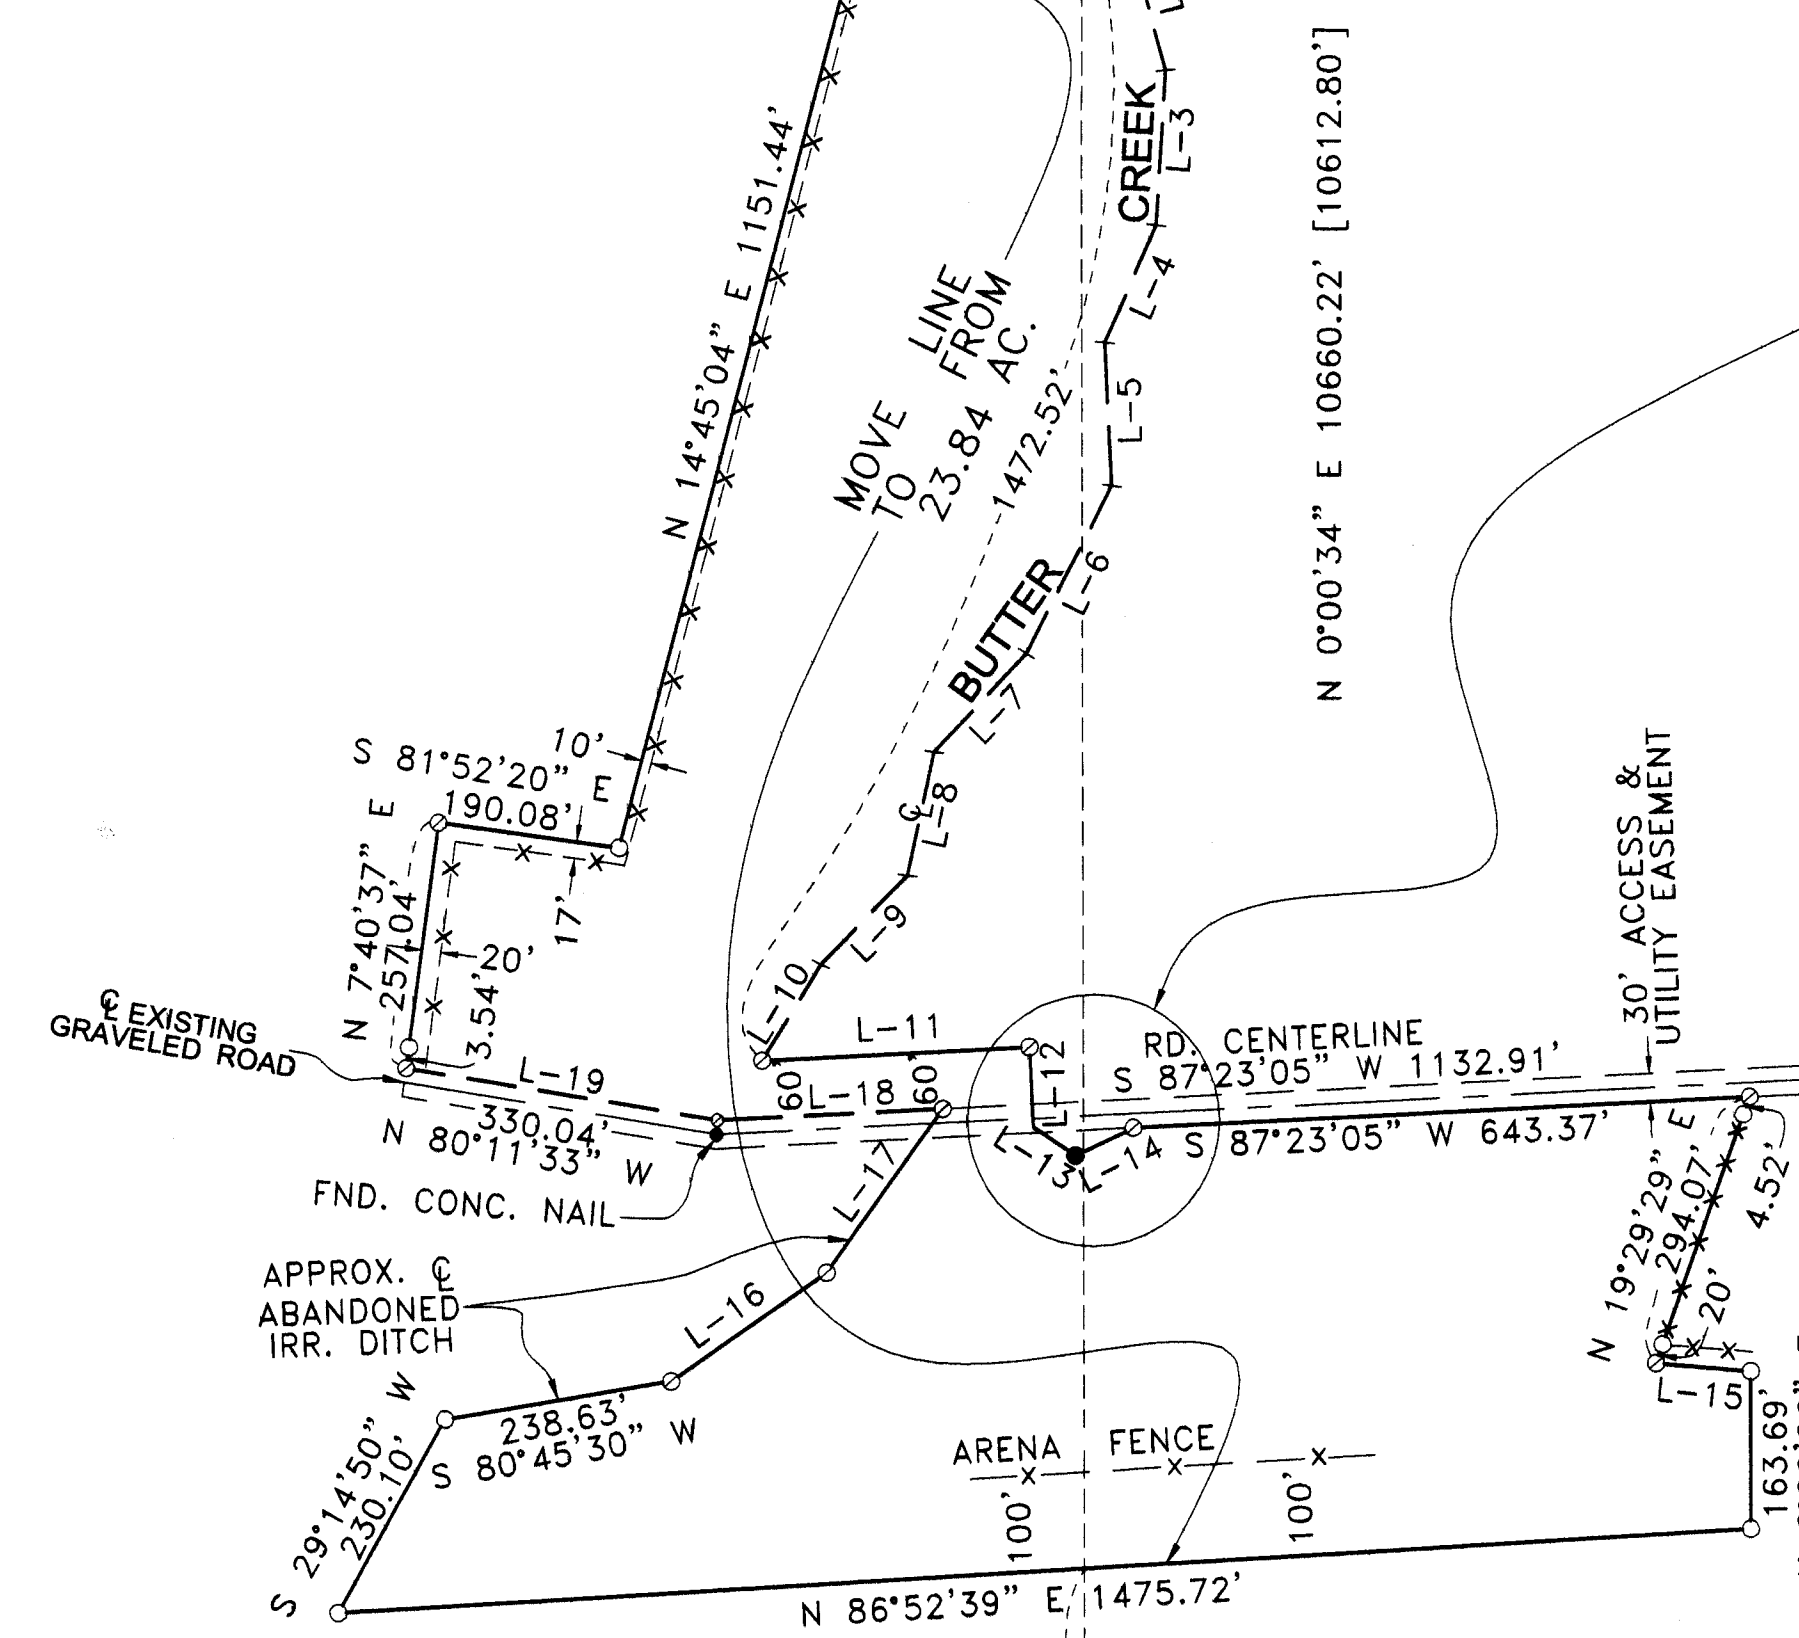 L-3
CREEK
N 0°00'34" E 10660.22' [10612.80']
N 14°45'04" E 1151.44'
L-4
MOVE LINE
TO FROM
23.84 AC.
1472.52'
L-5
L-6
BUTTER
L-7
S 81°52'20" E
190.08'
10'
℄
L-8
17'
N 7°40'37" E
257.04'
20'
3.54'
L-9
L-10
℄ EXISTING
GRAVELED ROAD
L-11
L-12
RD. CENTERLINE
S 87°23'05" W 1132.91'
30' ACCESS &
UTILITY EASEMENT
L-19
60'
L-18
60'
330.04'
N 80°11'33" W
FND. CONC. NAIL
L-17
L-13
L-14
S 87°23'05" W 643.37'
N 19°29'29" E
294.07'
4.52'
20'
APPROX. ℄
ABANDONED
IRR. DITCH
L-16
L-15
163.69'
238.63'
S 80°45'30" W
S 29°14'50" W
230.10'
ARENA FENCE
100'
100'
N 86°52'39" E 1475.72'